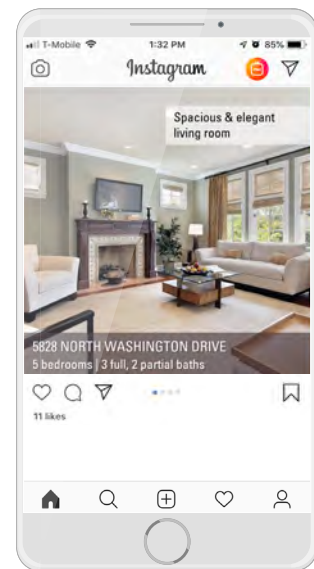 T-Mobile 1:32 PM 85%
Instagram
Spacious & elegant
living room
5828 NORTH WASHINGTON DRIVE
5 bedrooms | 3 full, 2 partial baths
11 likes